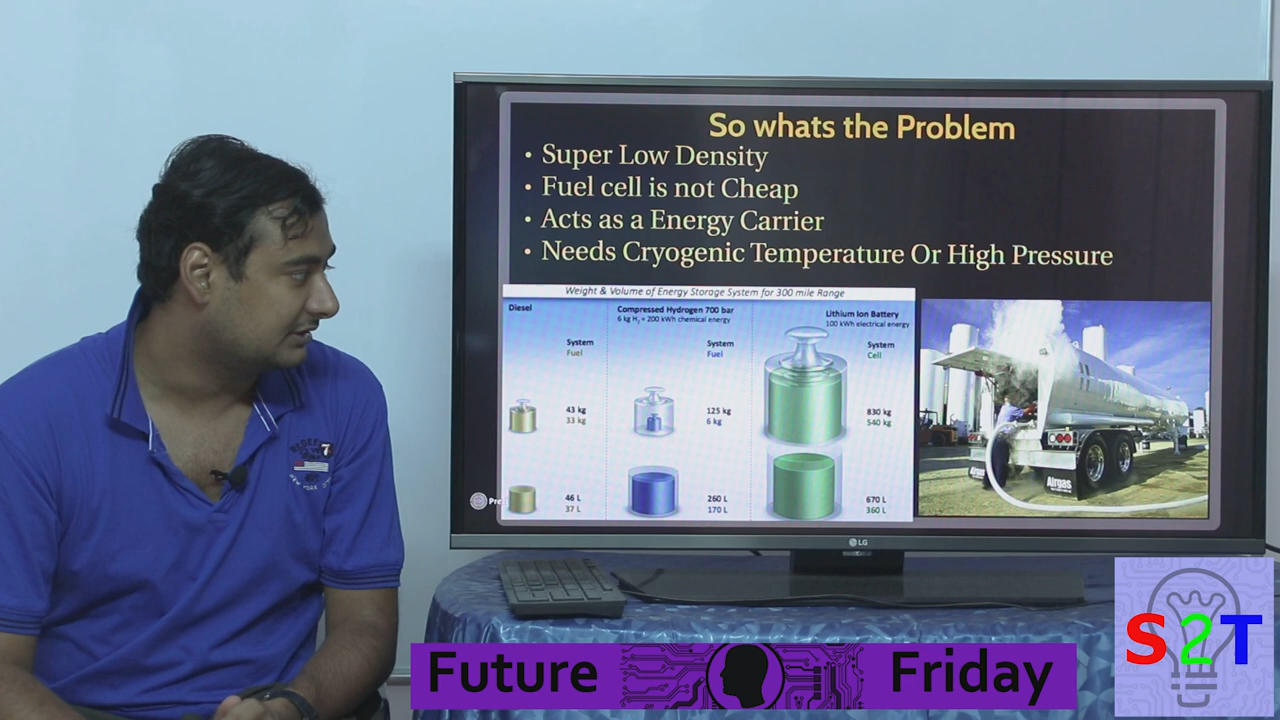 So whats the Problem
• Super Low Density
• Fuel cell is not Cheap
• Acts as a Energy Carrier
• Needs Cryogenic Temperature Or High Pressure
Weight & Volume of Energy Storage System for 300 mile Range
Diesel
System
Fuel
43 kg
33 kg
46 L
37 L
Compressed Hydrogen 700 bar
6 kg H₂ = 200 kWh chemical energy
System
Fuel
125 kg
6 kg
260 L
170 L
Lithium Ion Battery
100 kWh electrical energy
System
Cell
830 kg
540 kg
670 L
360 L
Airgas
LG
Future Friday
S2T